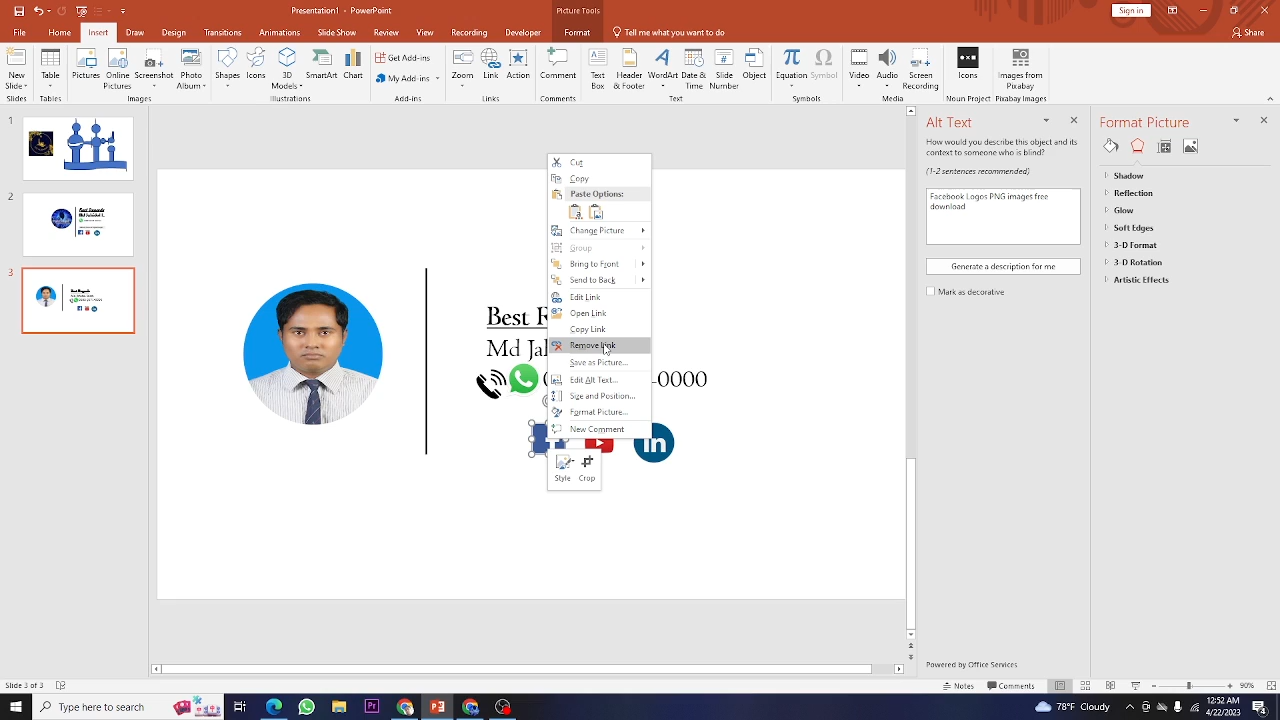 Presentation1 - PowerPoint
Picture Tools
Sign in
File
Home
Insert
Draw
Design
Transitions
Animations
Slide Show
Review
View
Recording
Developer
Format
Tell me what you want to do
Share
New
Slide
Table
Pictures
Online
Pictures
Screenshot
Photo
Album
Shapes
Icons
3D
Models
SmartArt
Chart
Get Add-ins
My Add-ins
Zoom
Link
Action
Comment
Text
Box
Header
& Footer
WordArt
Date &
Time
Slide
Number
Object
Equation
Symbol
Video
Audio
Screen
Recording
Icons
Images from
Pixabay
Slides
Tables
Images
Illustrations
Add-ins
Links
Comments
Text
Symbols
Media
Noun Project
Pixabay Images
1
2
3
Best R
Md Jal
0
-0000
in
Cut
Copy
Paste Options:
Change Picture
Group
Bring to Front
Send to Back
Edit Link
Open Link
Copy Link
Remove Link
Save as Picture...
Edit Alt Text...
Size and Position...
Format Picture...
New Comment
Style
Crop
Alt Text
How would you describe this object and its
context to someone who is blind?
(1-2 sentences recommended)
Facebook Logos PNG images free
download
Generate a description for me
Mark as decorative
Powered by Office Services
Format Picture
Shadow
Reflection
Glow
Soft Edges
3-D Format
3-D Rotation
Artistic Effects
Slide 3 of 3
Notes
Comments
90%
Type here to search
78°F Cloudy
12:52 AM
4/22/2023